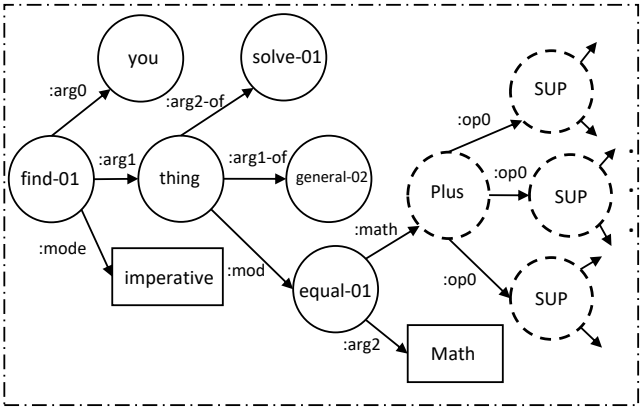 you
solve-01
:arg0
:arg2-of
SUP
:op0
find-01
:arg1
thing
:arg1-of
general-02
Plus
:op0
SUP
:mode
imperative
:mod
:math
:op0
equal-01
SUP
:arg2
Math